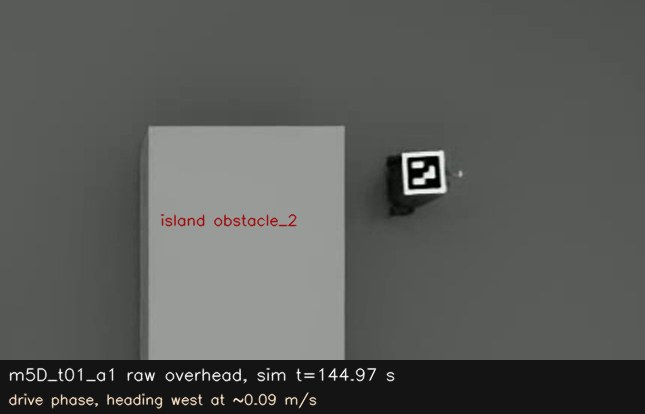 island obstacle_2
m5D_t01_a1 raw overhead, sim t=144.97 s
drive phase, heading west at ~0.09 m/s